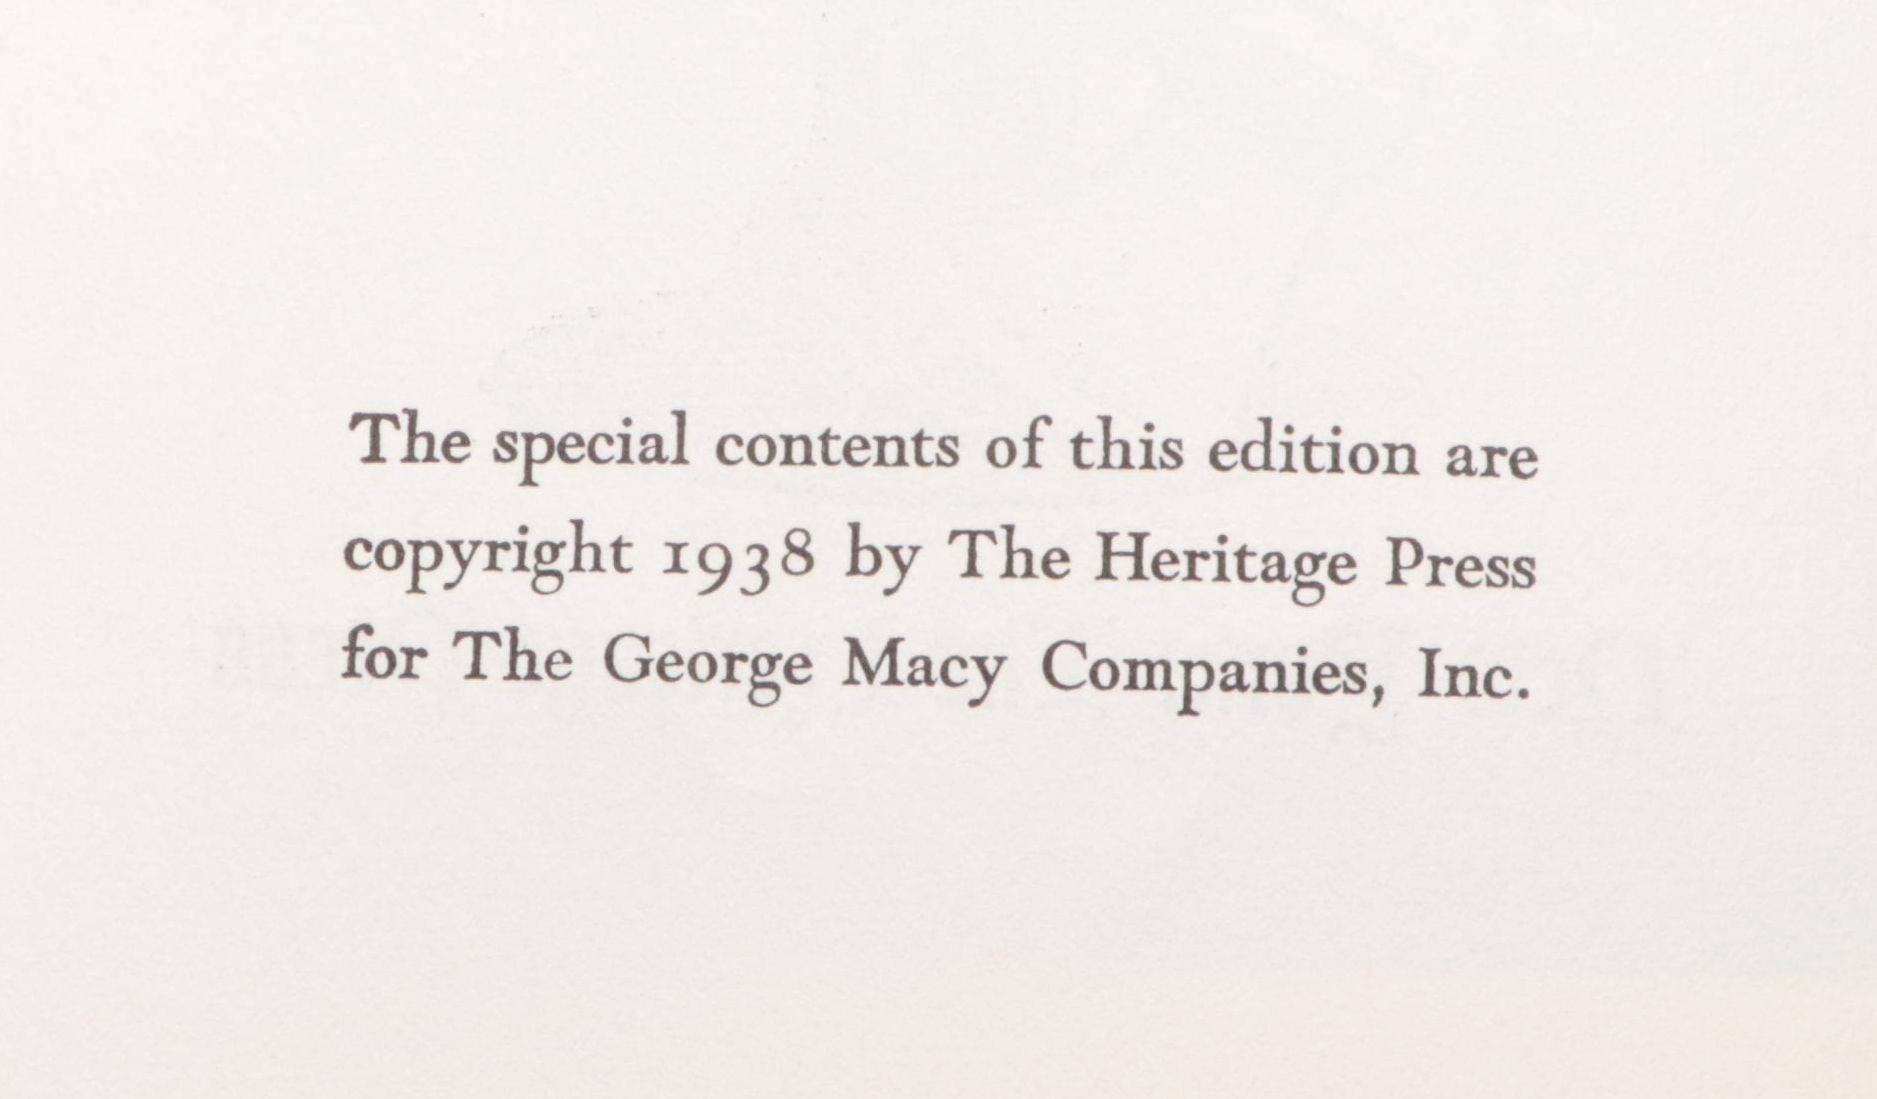 The special contents of this edition are
copyright 1938 by The Heritage Press
for The George Macy Companies, Inc.